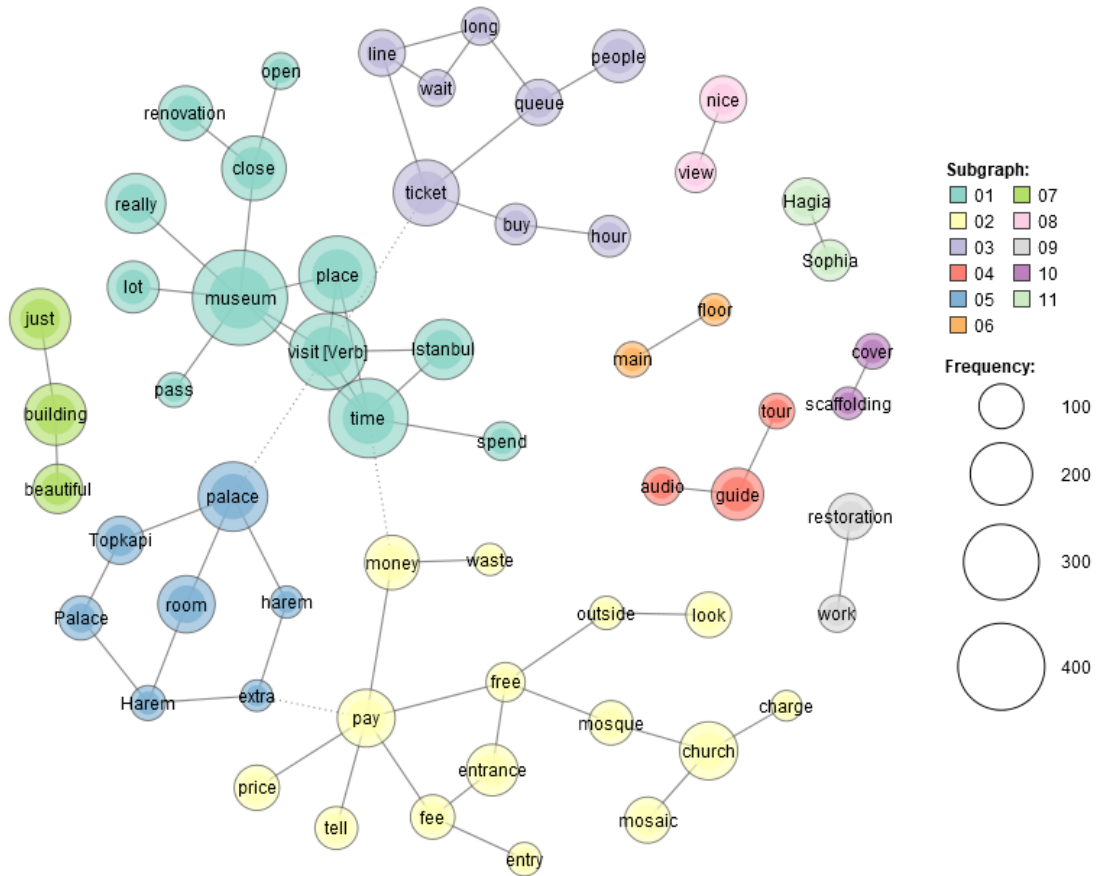 long
line
people
open
wait
nice
queue
renovation
close
view
Subgraph:
01 07
02 08
03 09
04 10
05 11
06
ticket
really
Hagia
buy
hour
Sophia
place
lot
museum
floor
just
visit [Verb]
Istanbul
main
cover
Frequency:
pass
scaffolding
100
building
time
tour
spend
200
beautiful
audio
guide
palace
restoration
Topkapi
money
waste
300
room
harem
Palace
outside
look
work
400
free
Harem
extra
charge
pay
mosque
church
entrance
price
fee
mosaic
tell
entry